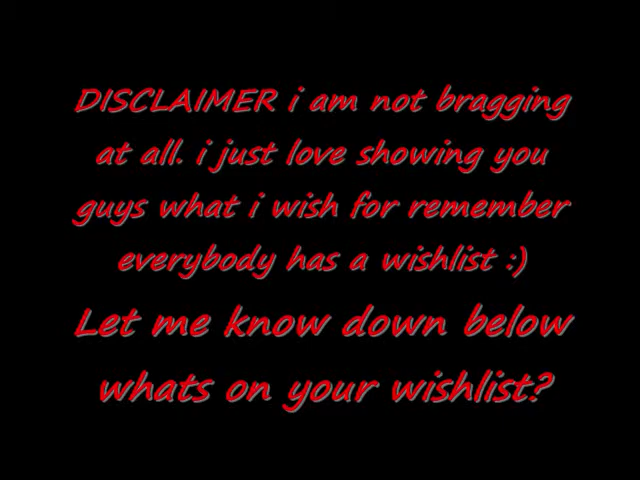 DISCLAIMER i am not bragging
at all. i just love showing you
guys what i wish for remember
everybody has a wishlist :)
Let me know down below
whats on your wishlist?